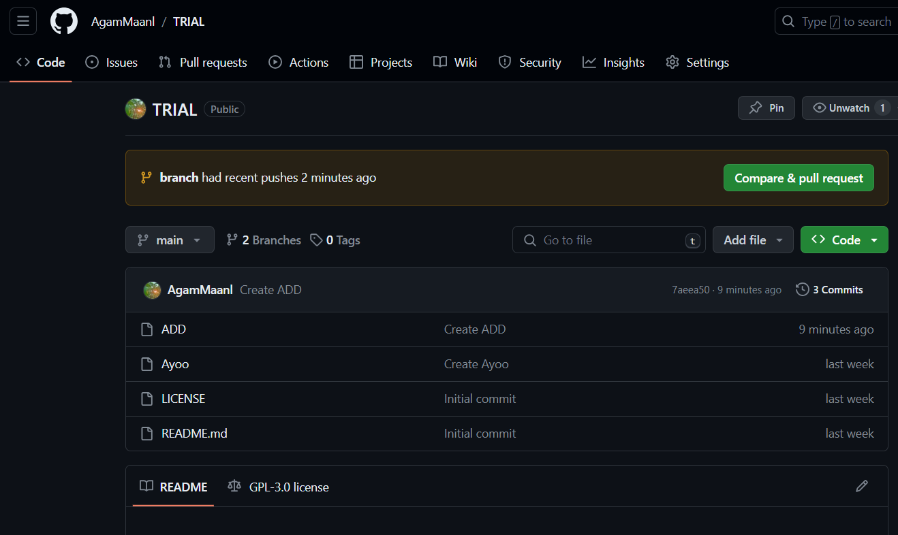 AgamMaanl / TRIAL
Type / to search
Code Issues Pull requests Actions Projects Wiki Security Insights Settings
TRIAL Public Pin Unwatch 1
branch had recent pushes 2 minutes ago Compare & pull request
main 2 Branches 0 Tags Go to file t Add file Code
AgamMaanl Create ADD 7aeea50 · 9 minutes ago 3 Commits
ADD Create ADD 9 minutes ago
Ayoo Create Ayoo last week
LICENSE Initial commit last week
README.md Initial commit last week
README GPL-3.0 license